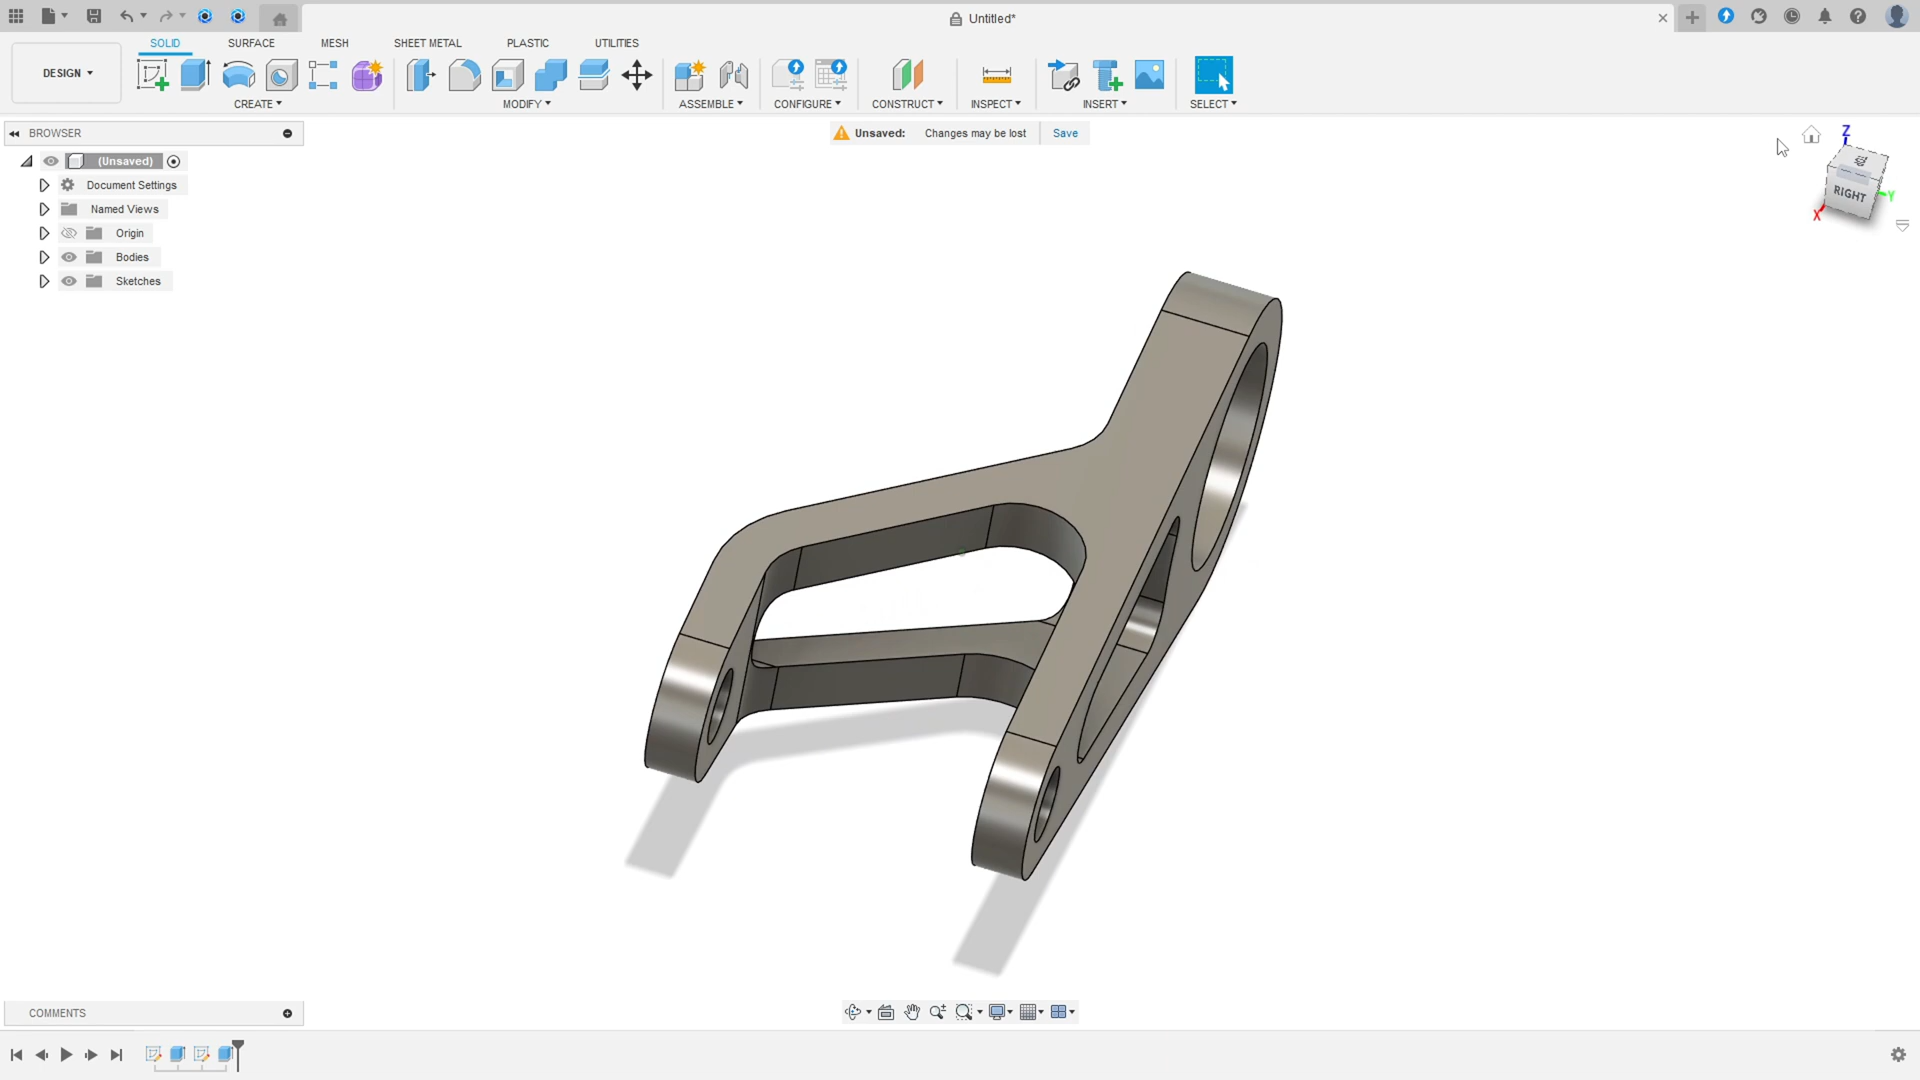 Untitled*
SOLID SURFACE MESH SHEET METAL PLASTIC UTILITIES
DESIGN
CREATE MODIFY ASSEMBLE CONFIGURE CONSTRUCT INSPECT INSERT SELECT
BROWSER
Unsaved: Changes may be lost Save
(Unsaved)
Document Settings
Named Views
Origin
Bodies
Sketches
Z
RIGHT
Y
X
COMMENTS